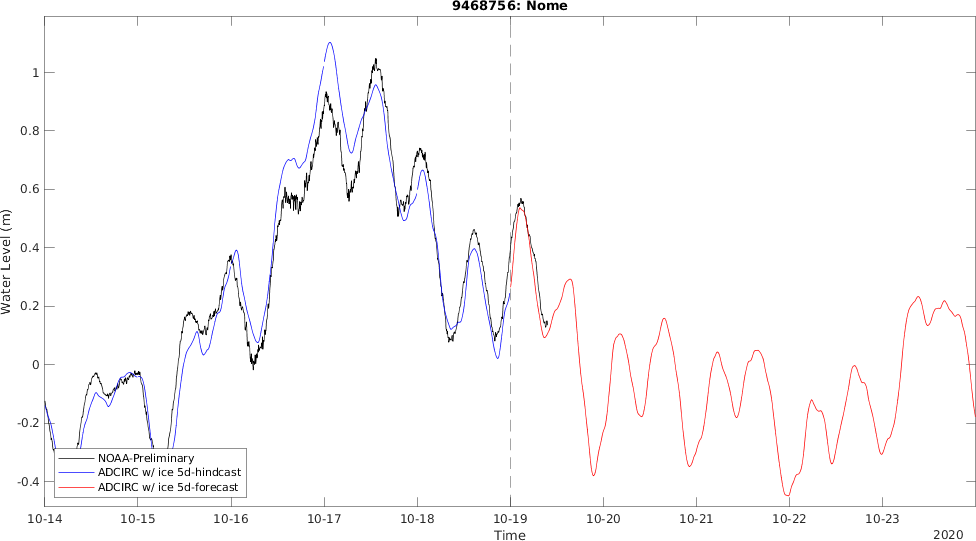 9468756: Nome
Water Level (m)
1
0.8
0.6
0.4
0.2
0
-0.2
-0.4
NOAA-Preliminary
ADCIRC w/ ice 5d-hindcast
ADCIRC w/ ice 5d-forecast
10-14 10-15 10-16 10-17 10-18 10-19 10-20 10-21 10-22 10-23
Time
2020